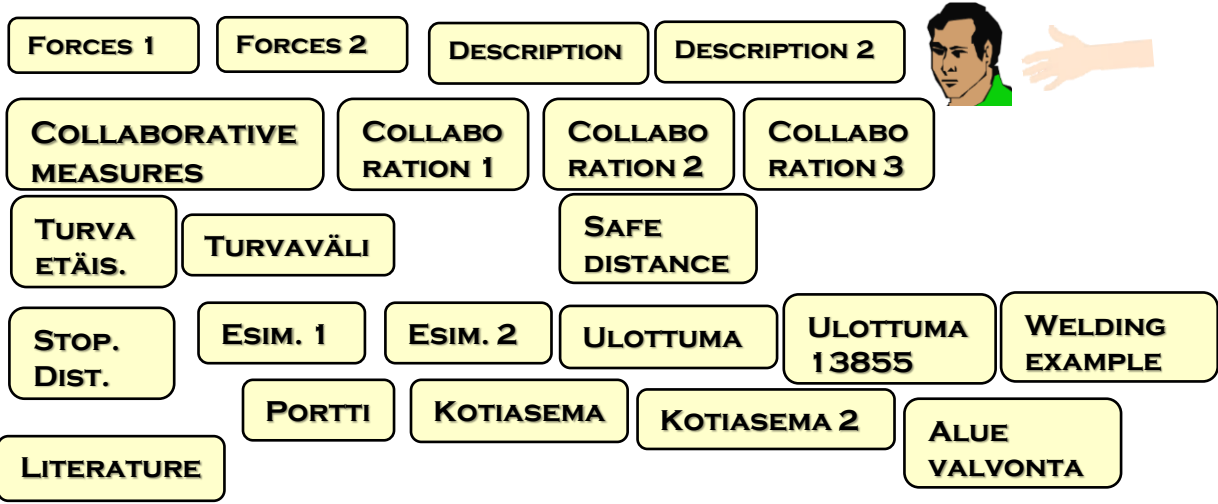 Forces 1
Forces 2
Description
Description 2
Collaborative
measures
Collabo
ration 1
Collabo
ration 2
Collabo
ration 3
Turva
etäis.
Turvaväli
Safe
distance
Stop.
Dist.
Esim. 1
Esim. 2
Ulottuma
Ulottuma
13855
Welding
example
Portti
Kotiasema
Kotiasema 2
Alue
valvonta
Literature